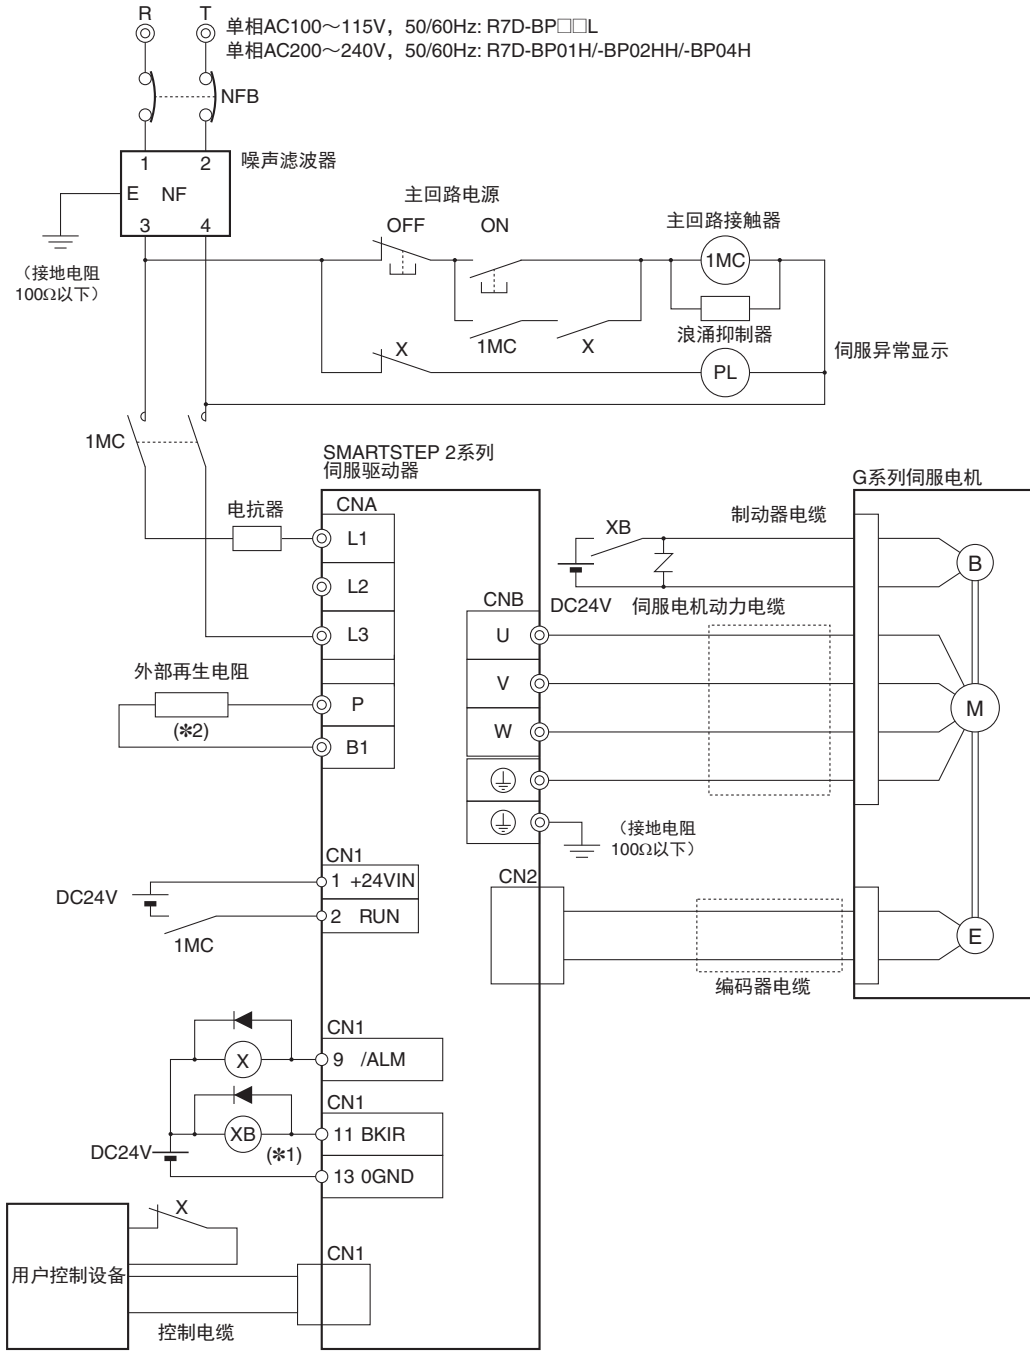 R T
单相AC100～115V，50/60Hz: R7D-BP□□L
单相AC200～240V，50/60Hz: R7D-BP01H/-BP02HH/-BP04H
NFB
1 2
噪声滤波器
E NF
3 4
（接地电阻
100Ω以下）
主回路电源
OFF ON
主回路接触器
1MC
浪涌抑制器
1MC X
X
PL
伺服异常显示
1MC
SMARTSTEP 2系列
伺服驱动器
G系列伺服电机
电抗器
CNA
L1
L2
L3
外部再生电阻
(✽2)
P
B1
制动器电缆
XB
DC24V
伺服电机动力电缆
B
CNB
U
V
W
M
（接地电阻
100Ω以下）
CN1
1 +24VIN
2 RUN
DC24V
1MC
CN2
E
编码器电缆
CN1
X
9 /ALM
CN1
XB
(✽1)
11 BKIR
DC24V
13 0GND
X
用户控制设备
CN1
控制电缆